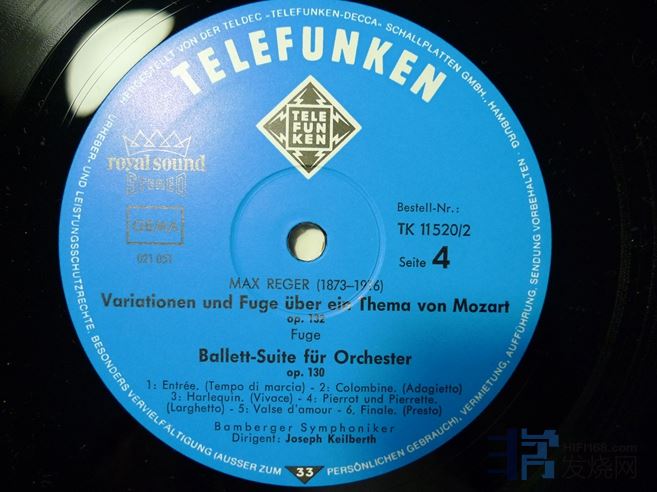 HERGESTELLT VON DER TELDEC »TELEFUNKEN-DECCA« SCHALLPLATTEN GMBH., HAMBURG
TELEFUNKEN
TELE
FUN
KEN
royal sound
STEREO
GEMA
021 051
Bestell-Nr.:
TK 11520/2
Seite 4
MAX REGER (1873–1916)
Variationen und Fuge über ein Thema von Mozart
op. 132
Fuge
Ballett-Suite für Orchester
op. 130
1: Entrée. (Tempo di marcia) - 2: Colombine. (Adagietto)
3: Harlequin. (Vivace) - 4: Pierrot und Pierrette.
(Larghetto) - 5: Valse d'amour - 6. Finale. (Presto)
Bamberger Symphoniker
Dirigent: Joseph Keilberth
33
URHEBER- UND LEISTUNGSSCHUTZRECHTE. BESONDERS VERVIELFÄLTIGUNG (AUSSER ZUM PERSÖNLICHEN GEBRAUCH), VERMIETUNG, AUFFÜHRUNG, SENDUNG VORBEHALTEN
HIFI168.com
发烧网